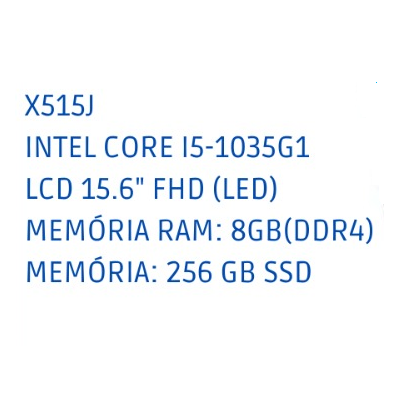 X515J
INTEL CORE I5-1035G1
LCD 15.6" FHD (LED)
MEMÓRIA RAM: 8GB(DDR4)
MEMÓRIA: 256 GB SSD